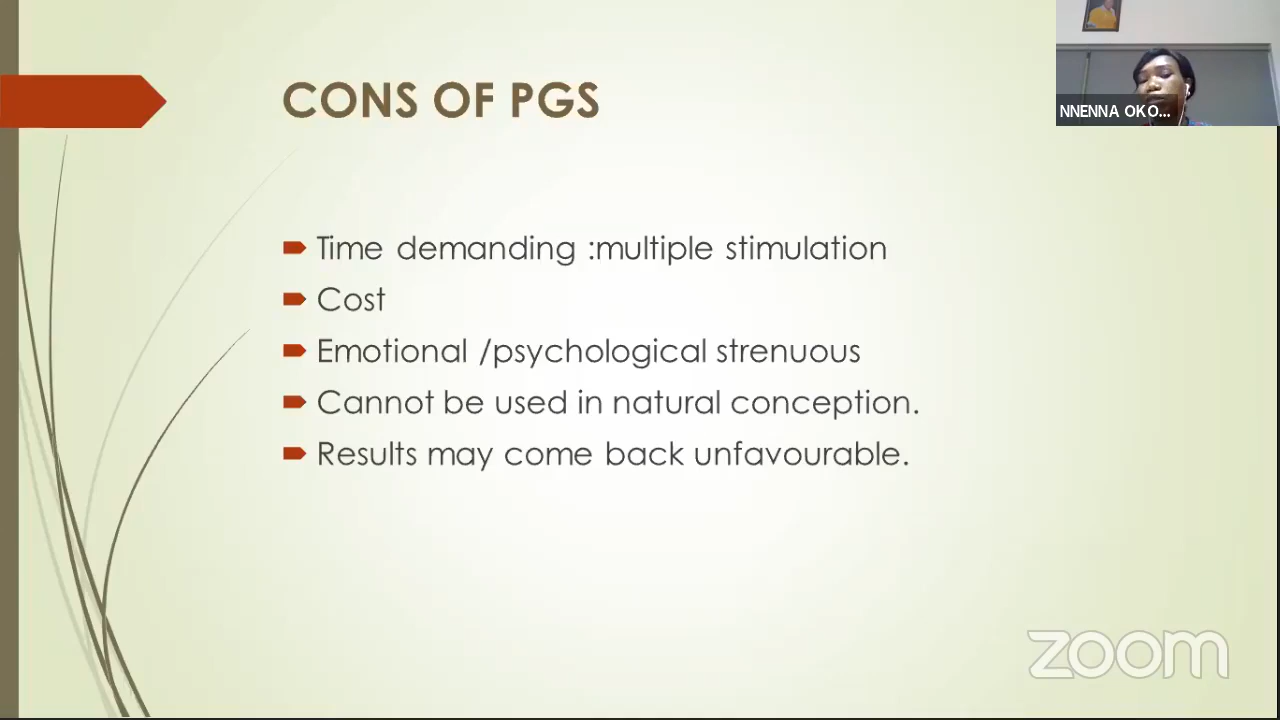 CONS OF PGS
NNENNA OKO...
Time demanding :multiple stimulation
Cost
Emotional /psychological strenuous
Cannot be used in natural conception.
Results may come back unfavourable.
zoom